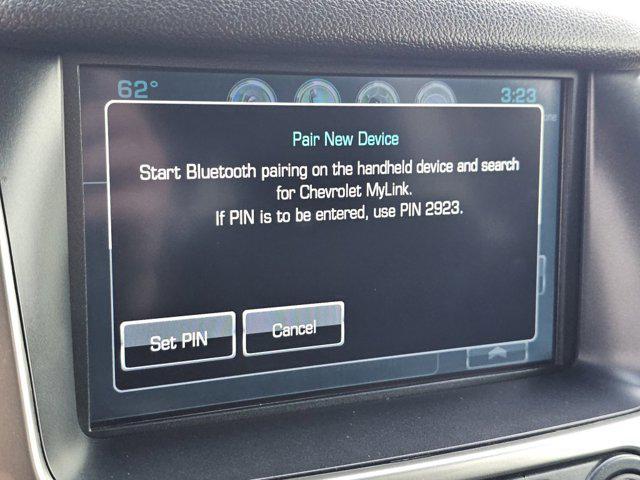 62°
3:23
Pair New Device
Start Bluetooth pairing on the handheld device and search
for Chevrolet MyLink.
If PIN is to be entered, use PIN 2923.
Set PIN
Cancel